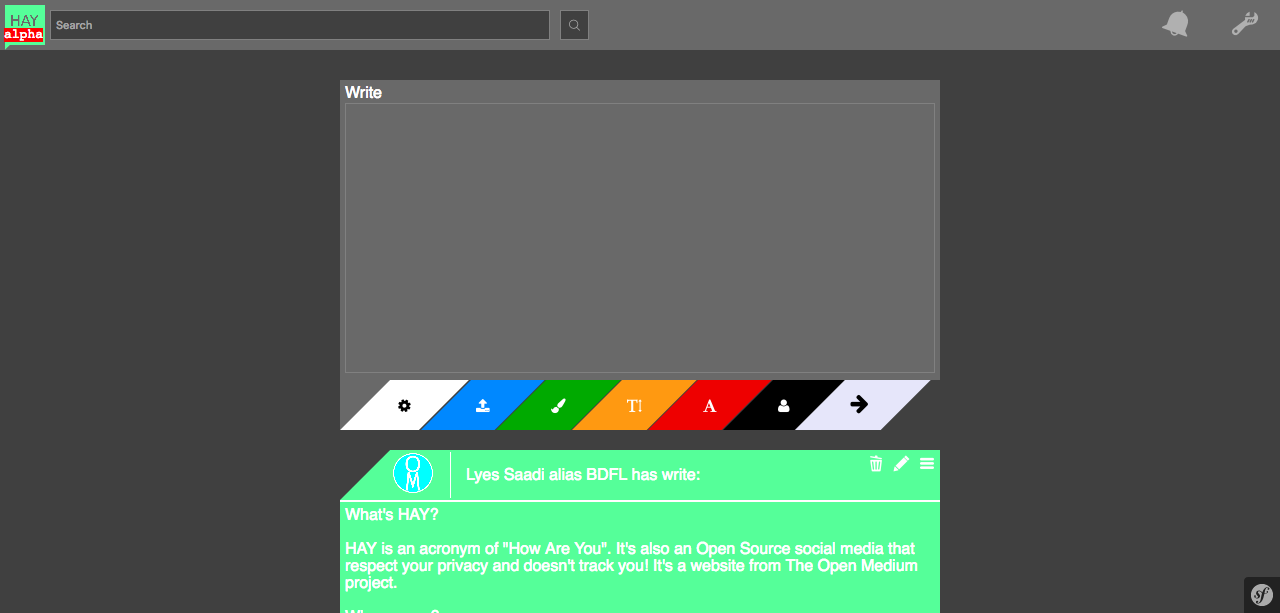 HAY
alpha
Search
Write
T!
A
OM
Lyes Saadi alias BDFL has write:
What's HAY?
HAY is an acronym of "How Are You". It's also an Open Source social media that
respect your privacy and doesn't track you! It's a website from The Open Medium
project.
sf